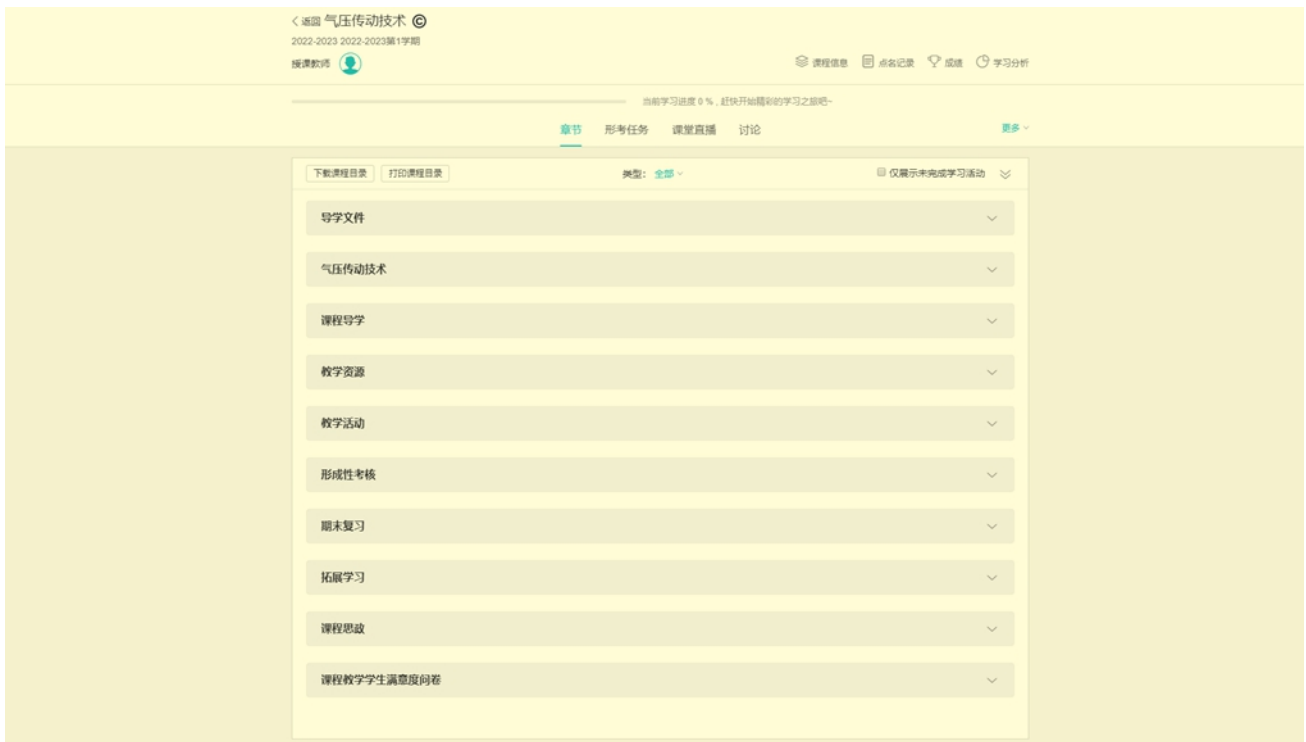 返回 气压传动技术 ©
2022-2023 2022-2023第1学期
授课教师
课程信息 点名记录 成绩 学习分析
当前学习进度 0 % , 赶快开始精彩的学习之旅吧~
章节 形考任务 课堂直播 讨论 更多
下载课程目录 打印课程目录 类型: 全部 仅展示未完成学习活动
导学文件
气压传动技术
课程导学
教学资源
教学活动
形成性考核
期末复习
拓展学习
课程思政
课程教学学生满意度问卷